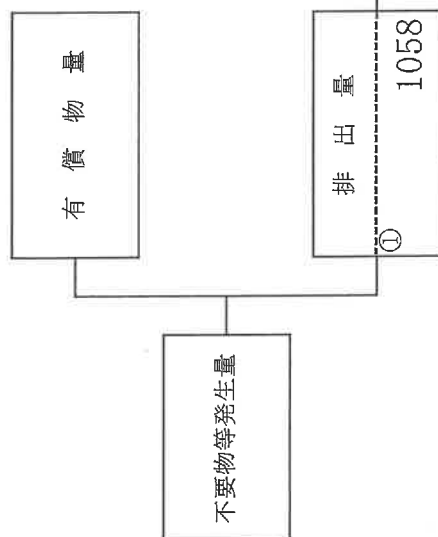 不要物等発生量
有償物量
排出量
①
1058